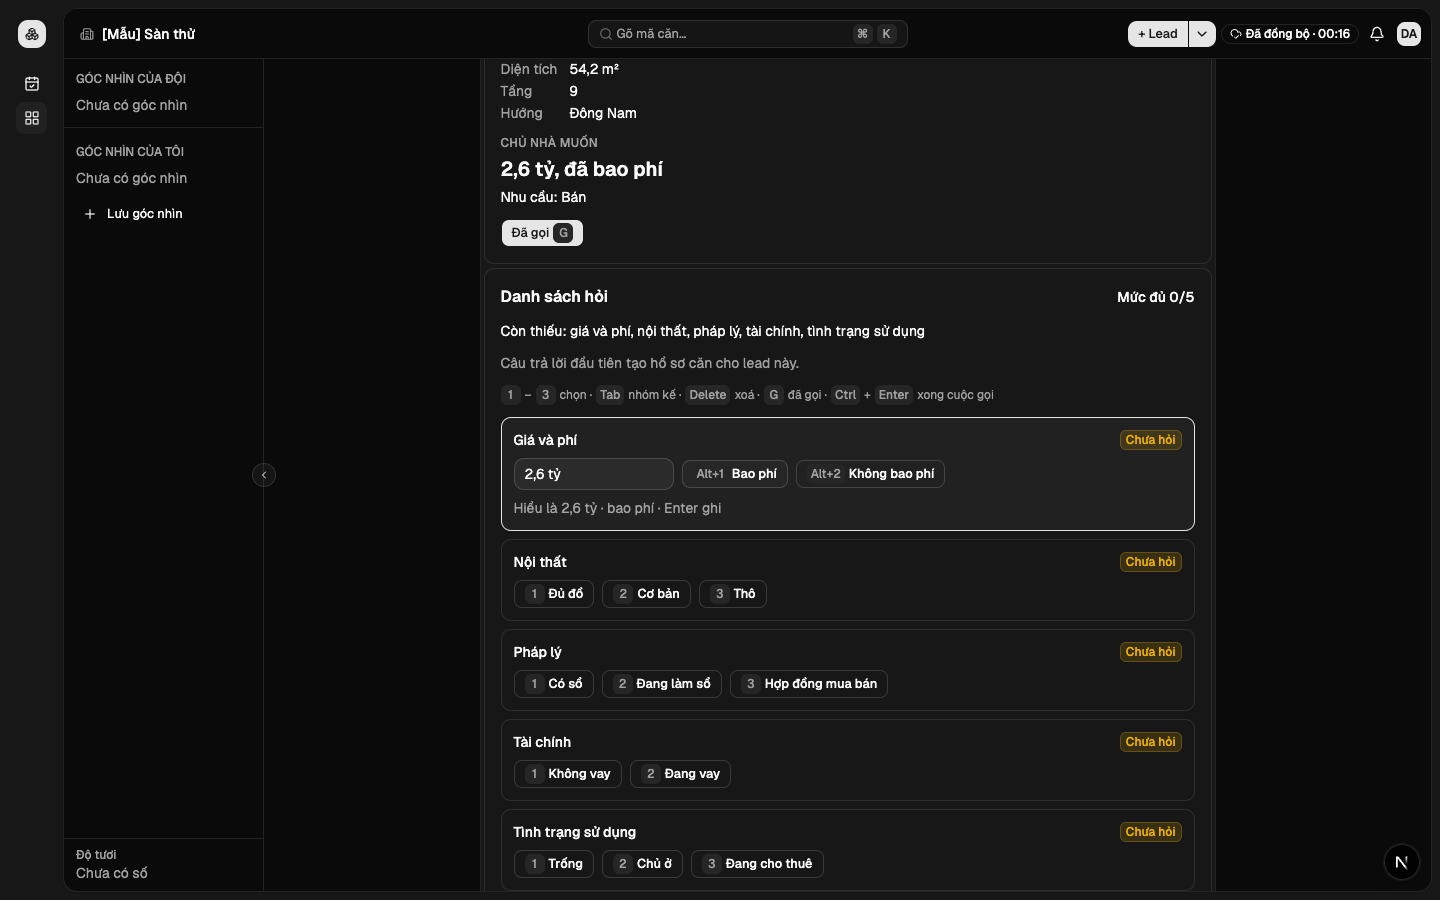 [Mẫu] Sàn thử
Gõ mã căn...
⌘ K
+ Lead
Đã đồng bộ · 00:16
DA
GÓC NHÌN CỦA ĐỘI
Chưa có góc nhìn
GÓC NHÌN CỦA TÔI
Chưa có góc nhìn
+ Lưu góc nhìn
Độ tươi
Chưa có số
Diện tích 54,2 m²
Tầng 9
Hướng Đông Nam
CHỦ NHÀ MUỐN
2,6 tỷ, đã bao phí
Nhu cầu: Bán
Đã gọi G
Danh sách hỏi
Mức đủ 0/5
Còn thiếu: giá và phí, nội thất, pháp lý, tài chính, tình trạng sử dụng
Câu trả lời đầu tiên tạo hồ sơ căn cho lead này.
1 – 3 chọn · Tab nhóm kế · Delete xoá · G đã gọi · Ctrl + Enter xong cuộc gọi
Giá và phí
Chưa hỏi
2,6 tỷ
Alt+1 Bao phí
Alt+2 Không bao phí
Hiểu là 2,6 tỷ · bao phí · Enter ghi
Nội thất
Chưa hỏi
1 Đủ đồ
2 Cơ bản
3 Thô
Pháp lý
Chưa hỏi
1 Có sổ
2 Đang làm sổ
3 Hợp đồng mua bán
Tài chính
Chưa hỏi
1 Không vay
2 Đang vay
Tình trạng sử dụng
Chưa hỏi
1 Trống
2 Chủ ở
3 Đang cho thuê
N